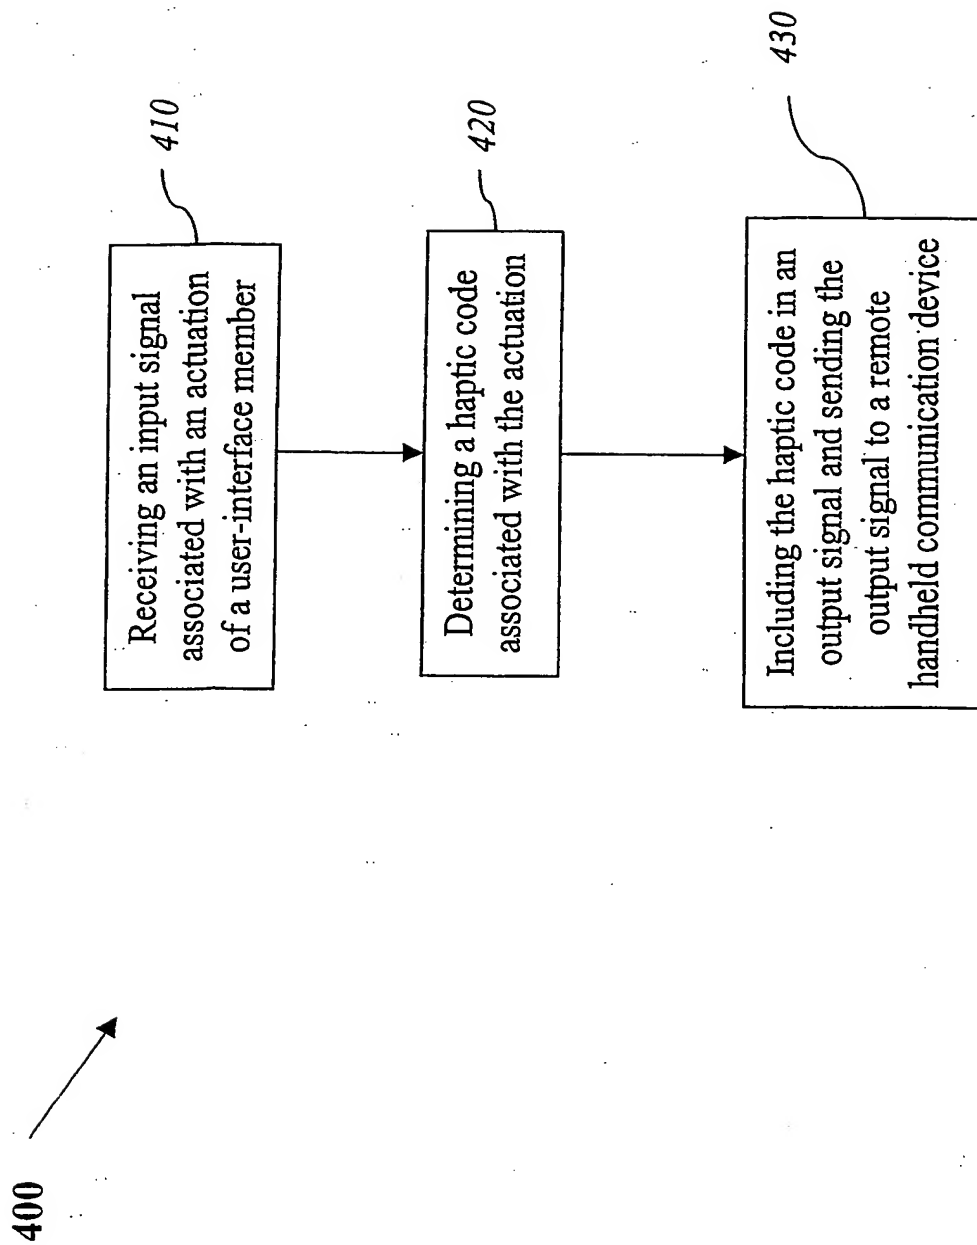 400
410
Receiving an input signal
associated with an actuation
of a user-interface member
420
Determining a haptic code
associated with the actuation
430
Including the haptic code in an
output signal and sending the
output signal to a remote
handheld communication device